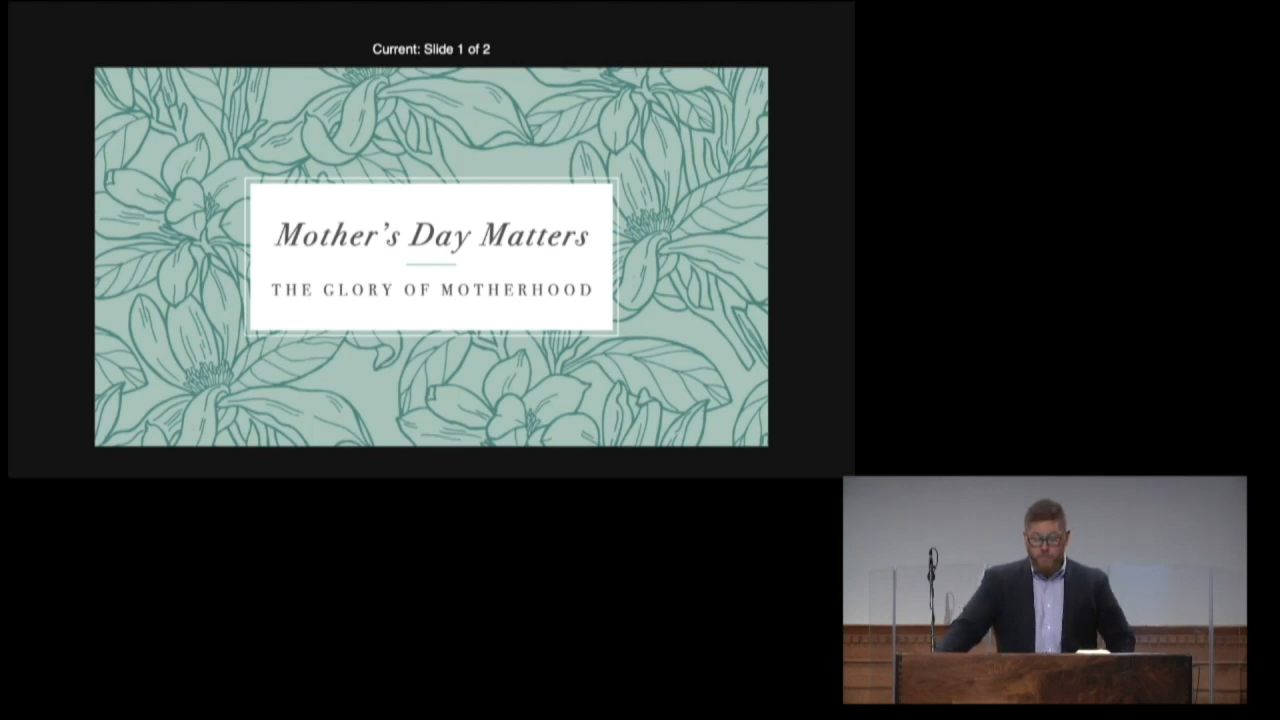 Current: Slide 1 of 2
Mother's Day Matters
THE GLORY OF MOTHERHOOD